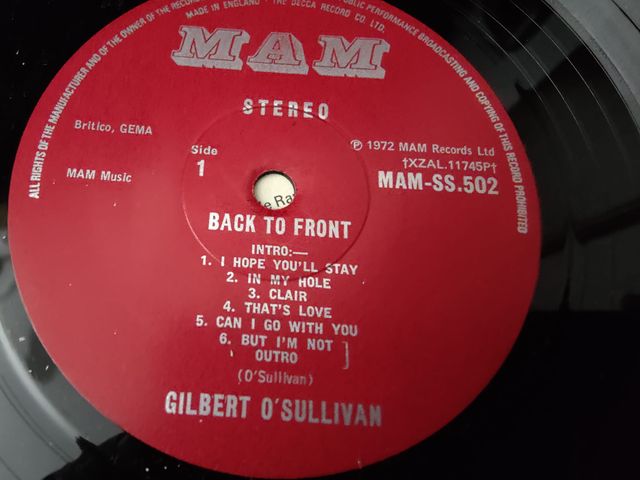 ALL RIGHTS OF THE MANUFACTURER AND OF THE OWNER OF THE RECOR
PUBLIC PERFORMANCE BROADCASTING AND COPYING OF THIS RECORD PROHIBITED
MADE IN ENGLAND · THE DECCA RECORD CO. LTD.
MAM
STEREO
Britico, GEMA
MAM Music
Side
1
℗ 1972 MAM Records Ltd
†XZAL.11745P†
MAM-SS.502
e Ra
BACK TO FRONT
INTRO:—
1. I HOPE YOU'LL STAY
2. IN MY HOLE
3. CLAIR
4. THAT'S LOVE
5. CAN I GO WITH YOU
6. BUT I'M NOT
OUTRO ]
(O'Sullivan)
GILBERT O'SULLIVAN